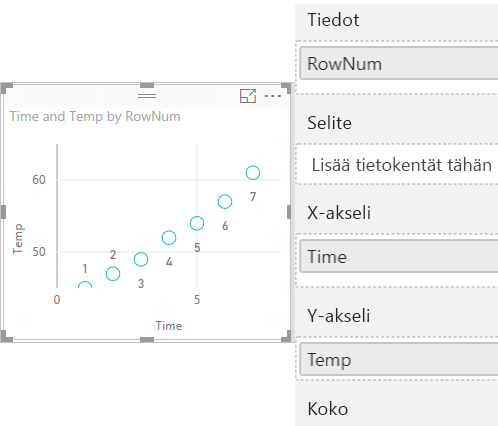 Time and Temp by RowNum
60
50
Temp
1
2
3
4
5
6
7
0
5
Time
Tiedot
RowNum
Selite
Lisää tietokentät tähän
X-akseli
Time
Y-akseli
Temp
Koko